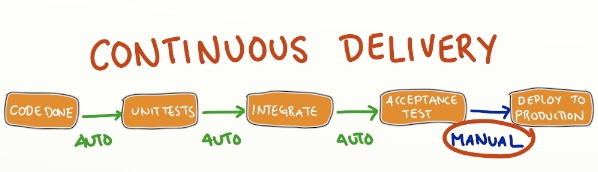 CONTINUOUS DELIVERY
CODE DONE
UNIT TESTS
INTEGRATE
ACCEPTANCE
TEST
DEPLOY TO
PRODUCTION
AUTO
AUTO
AUTO
MANUAL